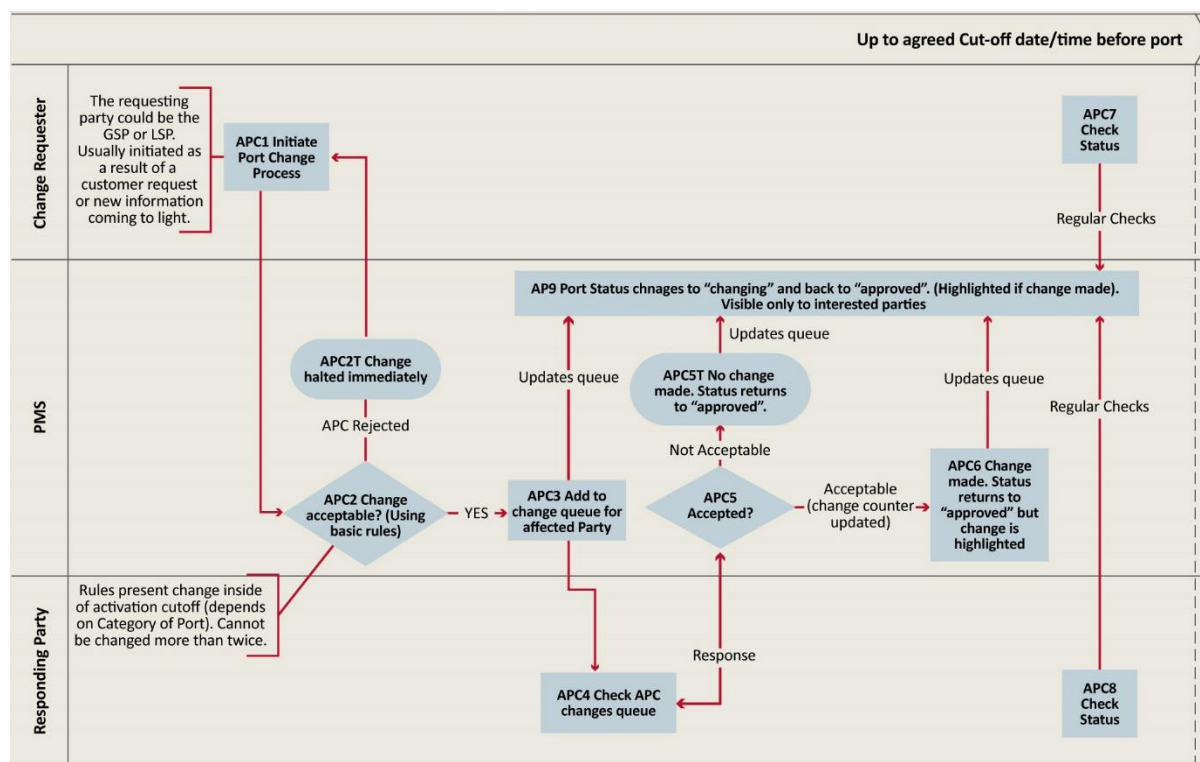 Up to agreed Cut-off date/time before port
Change Requester
The requesting
party could be the
GSP or LSP.
Usually initiated as
a result of a
customer request
or new information
coming to light.
APC1 Initiate
Port Change
Process
APC7
Check
Status
Regular Checks
PMS
AP9 Port Status chnages to “changing” and back to “approved”. (Highlighted if change made).
Visible only to interested parties
APC2T Change
halted immediately
APC Rejected
APC2 Change
acceptable? (Using
basic rules)
YES
Updates queue
APC3 Add to
change queue for
affected Party
Updates queue
APC5T No change
made. Status returns
to “approved”.
Not Acceptable
APC5
Accepted?
Acceptable
(change counter
updated)
Updates queue
APC6 Change
made. Status
returns to
“approved” but
change is
highlighted
Regular Checks
Responding Party
Rules present change inside
of activation cutoff (depends
on Category of Port). Cannot
be changed more than twice.
APC4 Check APC
changes queue
Response
APC8
Check
Status